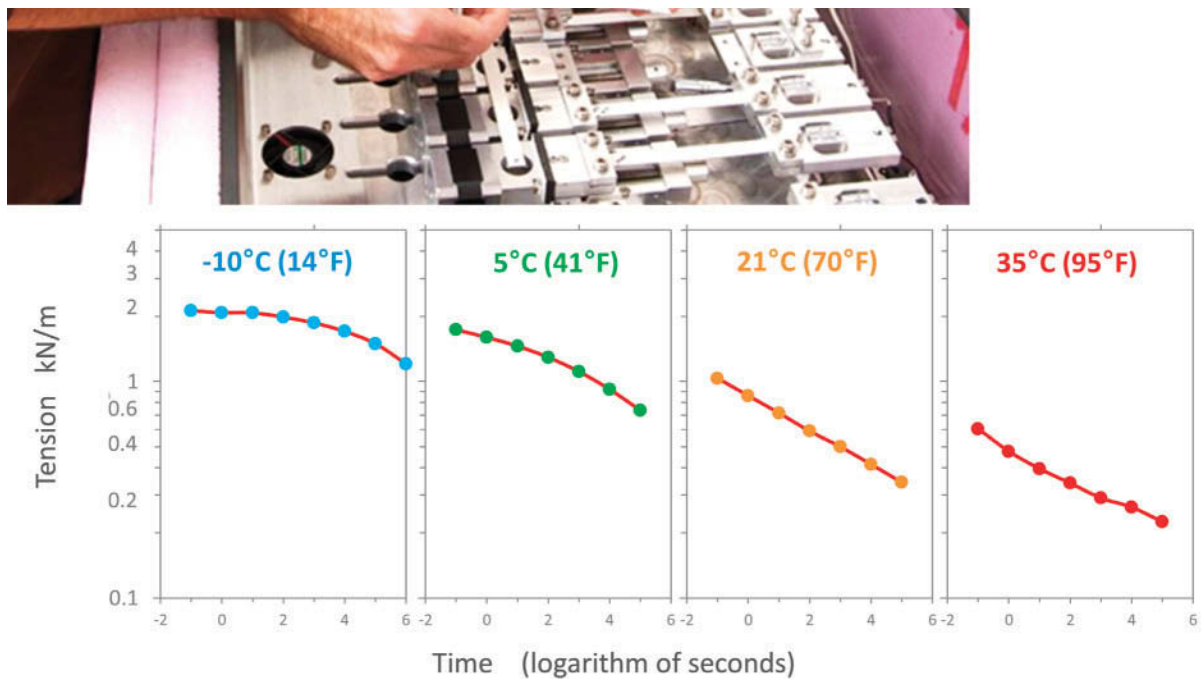 -10°C (14°F)
5°C (41°F)
21°C (70°F)
35°C (95°F)
4
3
2
1
0.6
0.4
0.2
0.1
Tension kN/m
-2 0 2 4 6
-2 0 2 4 6
-2 0 2 4 6
-2 0 2 4 6
Time (logarithm of seconds)